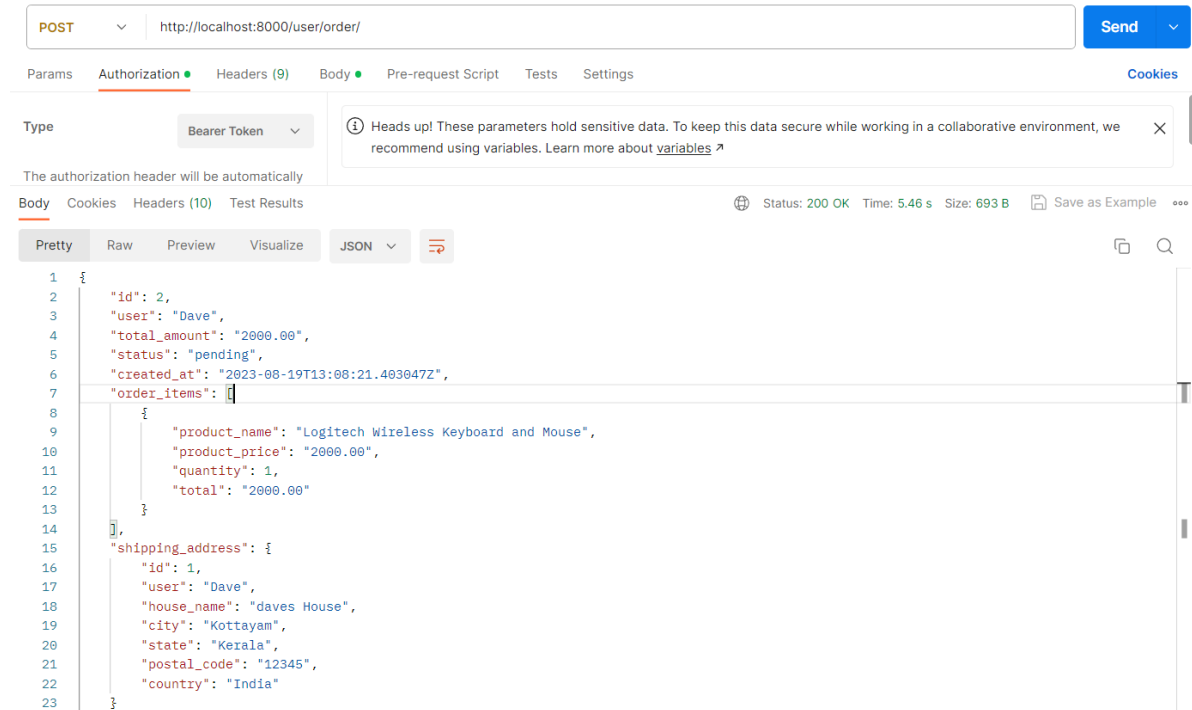 POST http://localhost:8000/user/order/ Send
Params Authorization Headers (9) Body Pre-request Script Tests Settings Cookies
Type Bearer Token
Heads up! These parameters hold sensitive data. To keep this data secure while working in a collaborative environment, we
recommend using variables. Learn more about variables ↗
The authorization header will be automatically
Body Cookies Headers (10) Test Results Status: 200 OK Time: 5.46 s Size: 693 B Save as Example
Pretty Raw Preview Visualize JSON
1 {
2 "id": 2,
3 "user": "Dave",
4 "total_amount": "2000.00",
5 "status": "pending",
6 "created_at": "2023-08-19T13:08:21.403047Z",
7 "order_items": [
8 {
9 "product_name": "Logitech Wireless Keyboard and Mouse",
10 "product_price": "2000.00",
11 "quantity": 1,
12 "total": "2000.00"
13 }
14 ],
15 "shipping_address": {
16 "id": 1,
17 "user": "Dave",
18 "house_name": "daves House",
19 "city": "Kottayam",
20 "state": "Kerala",
21 "postal_code": "12345",
22 "country": "India"
23 }